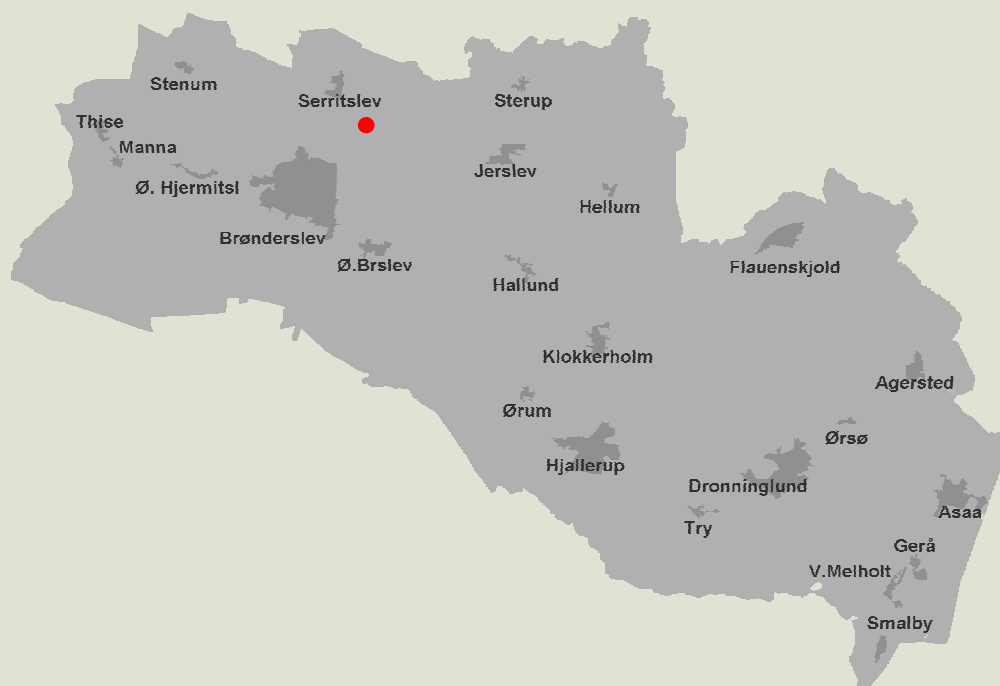 Stenum
Serritslev
Sterup
Thise
Manna
Jerslev
Ø. Hjermitsl
Hellum
Brønderslev
Ø.Brslev
Flauenskjold
Hallund
Klokkerholm
Agersted
Ørum
Ørsø
Hjallerup
Dronninglund
Asaa
Try
Gerå
V.Melholt
Smalby